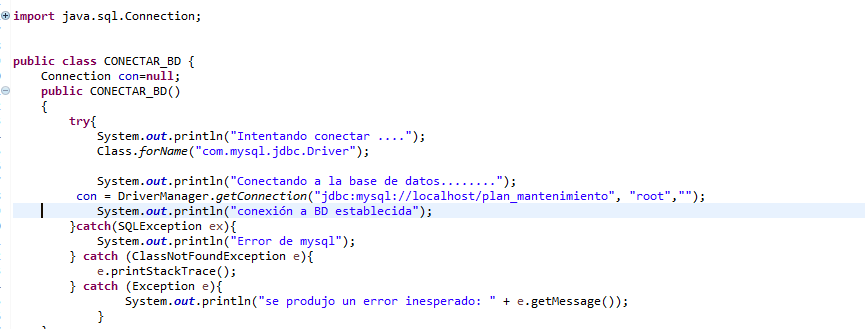 import java.sql.Connection;
public class CONECTAR_BD {
Connection con=null;
public CONECTAR_BD()
{
try{
System.out.println("Intentando conectar ....");
Class.forName("com.mysql.jdbc.Driver");
System.out.println("Conectando a la base de datos........");
con = DriverManager.getConnection("jdbc:mysql://localhost/plan_mantenimiento", "root","");
System.out.println("conexión a BD establecida");
}catch(SQLException ex){
System.out.println("Error de mysql");
} catch (ClassNotFoundException e){
e.printStackTrace();
} catch (Exception e){
System.out.println("se produjo un error inesperado: " + e.getMessage());
}